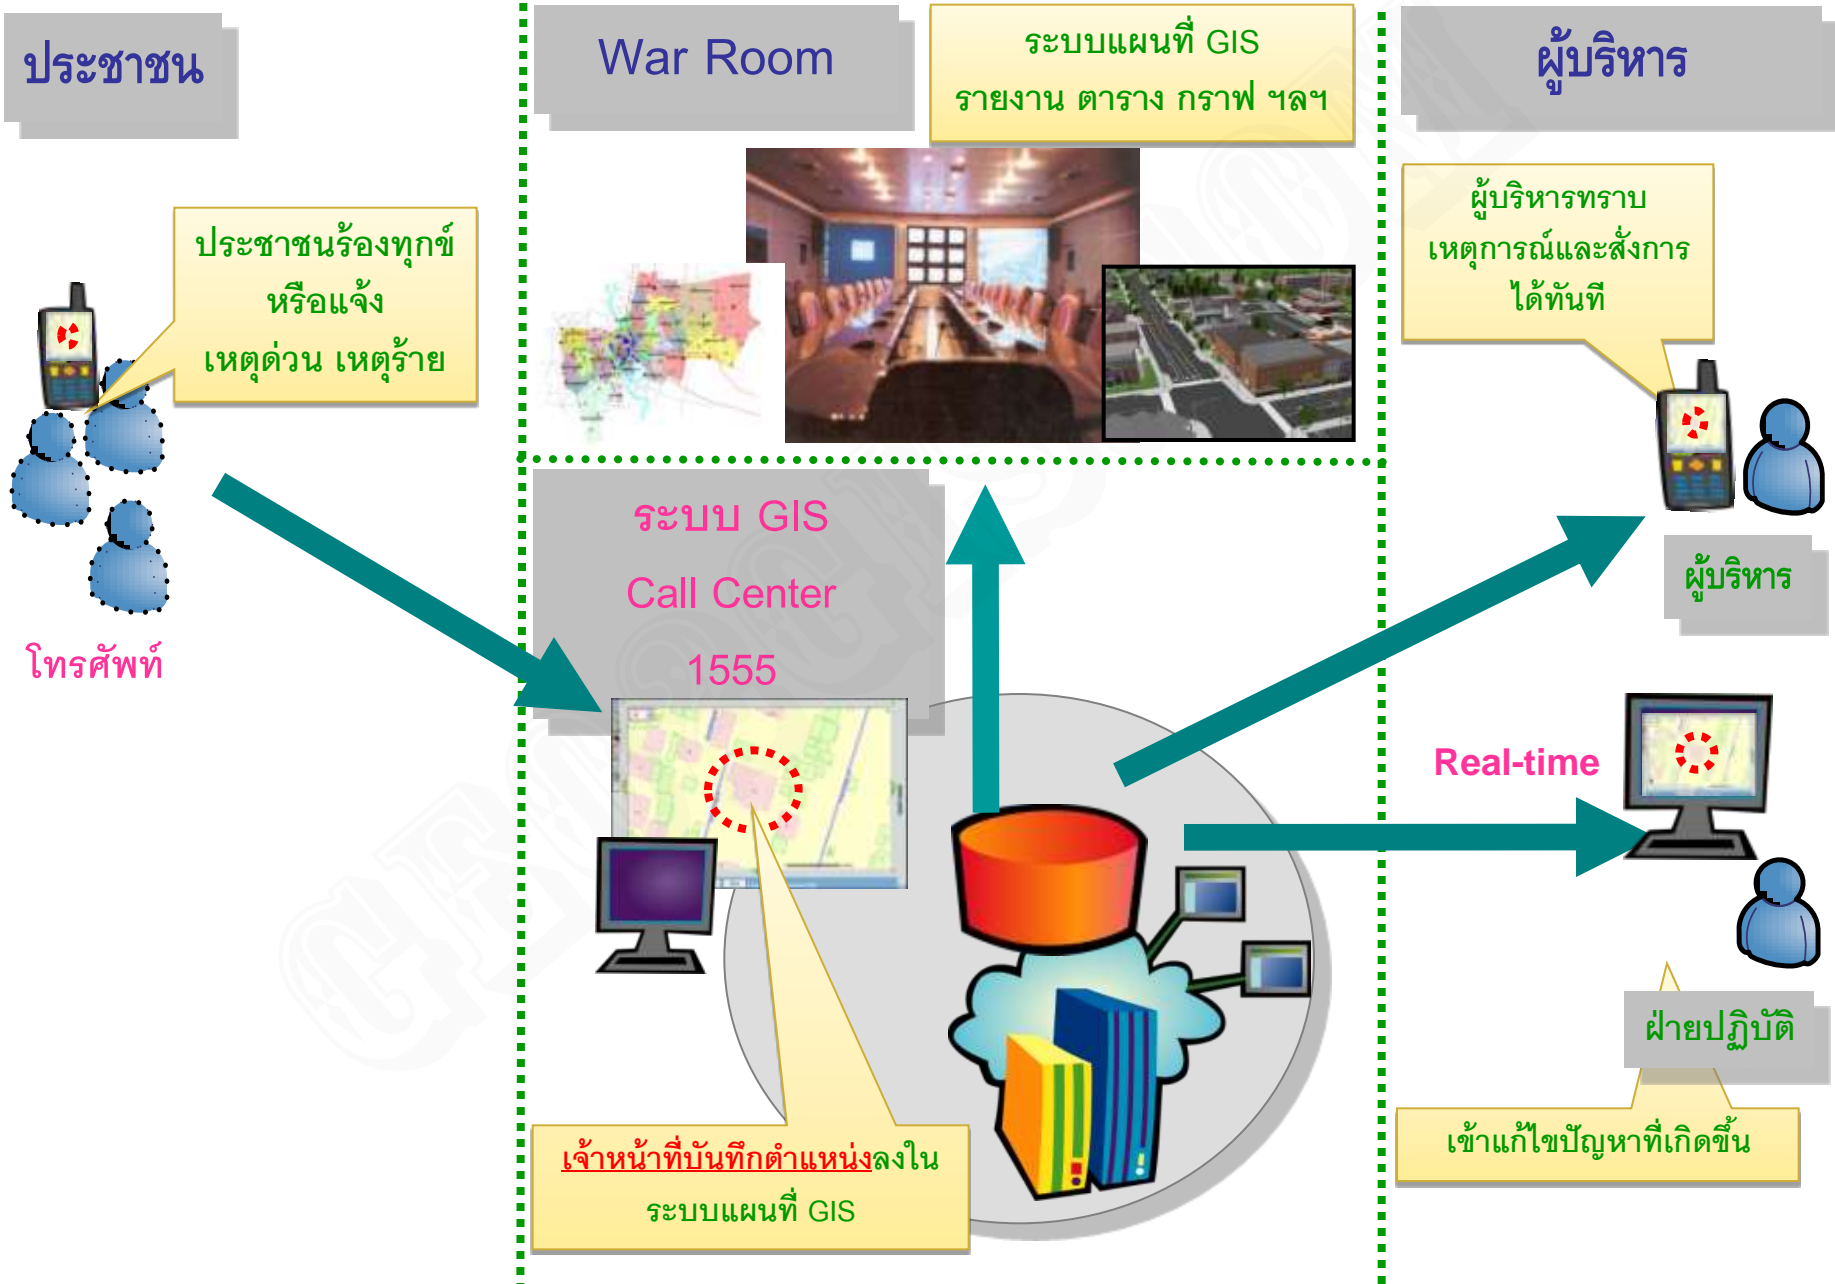 ประชาชน
War Room
ระบบแผนที่ GIS
รายงาน ตาราง กราฟ ฯลฯ
ผู้บริหาร
ประชาชนร้องทุกข์
หรือแจ้ง
เหตุด่วน เหตุร้าย
โทรศัพท์
ระบบ GIS
Call Center
1555
เจ้าหน้าที่บันทึกตำแหน่งลงใน
ระบบแผนที่ GIS
ผู้บริหารทราบ
เหตุการณ์และสั่งการ
ได้ทันที
ผู้บริหาร
Real-time
ฝ่ายปฏิบัติ
เข้าแก้ไขปัญหาที่เกิดขึ้น